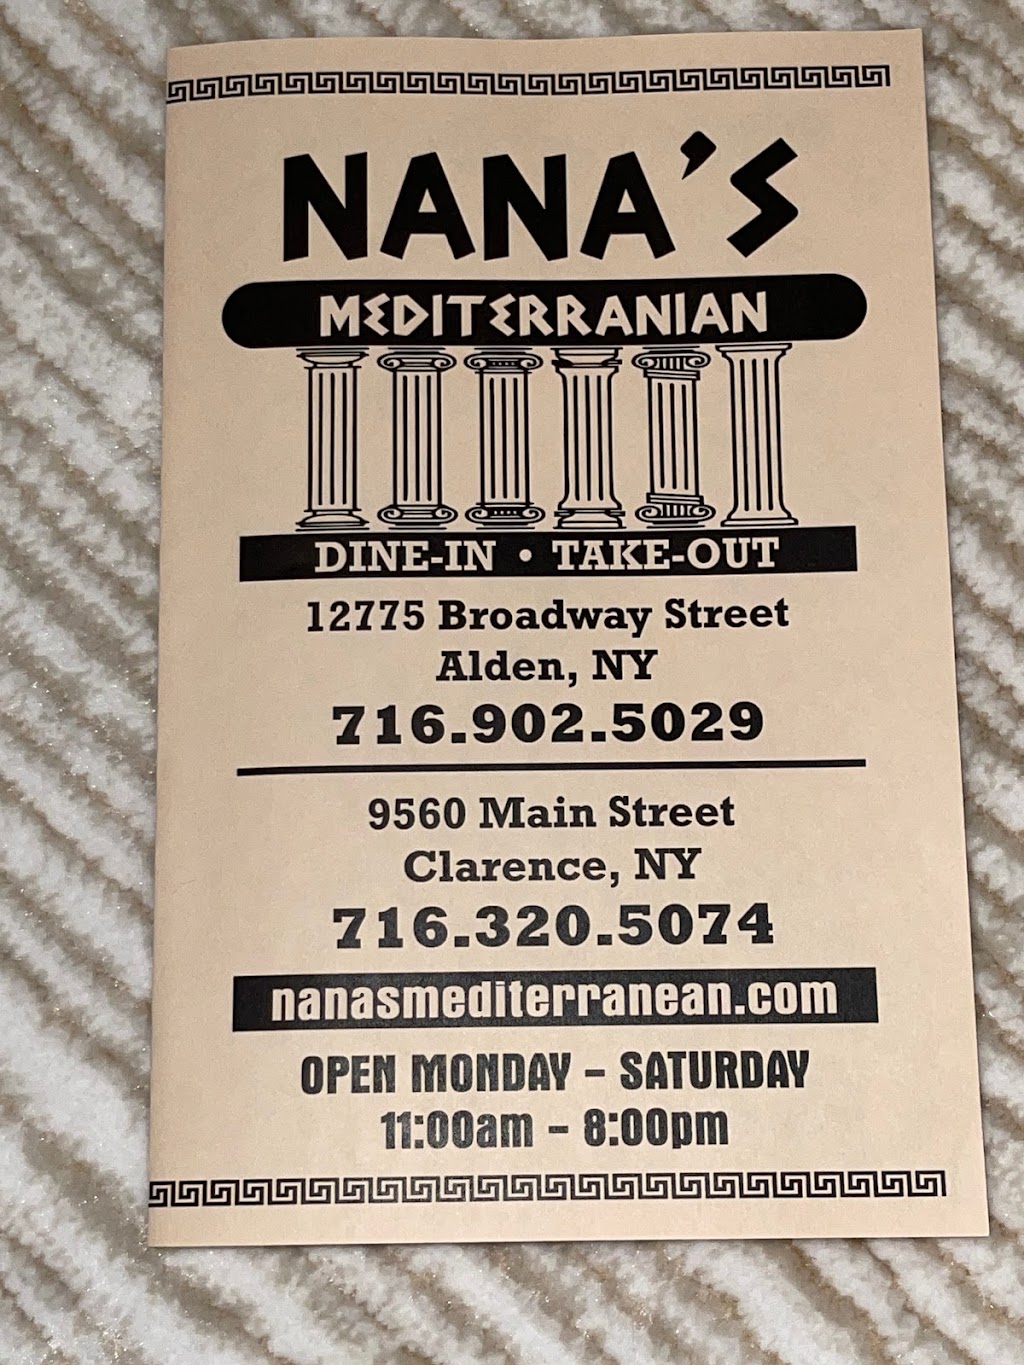 NANA'S
MEDITERRANIAN
DINE-IN • TAKE-OUT
12775 Broadway Street
Alden, NY
716.902.5029
9560 Main Street
Clarence, NY
716.320.5074
nanasmediterranean.com
OPEN MONDAY – SATURDAY
11:00am – 8:00pm